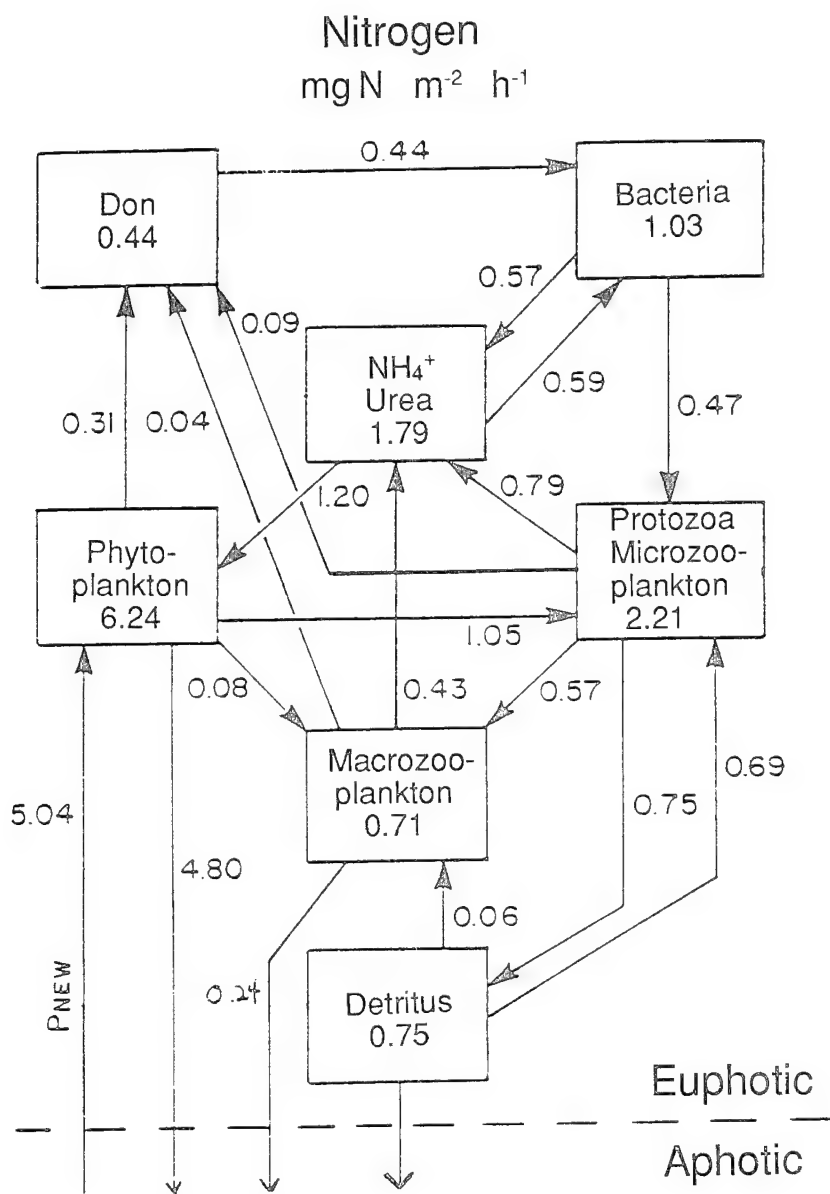 Nitrogen
mg N m⁻² h⁻¹
0.44
Don
0.44
Bacteria
1.03
0.57
0.09
NH₄⁺
Urea
1.79
0.59
0.31
0.04
0.47
1.20
0.79
Phyto-
plankton
6.24
Protozoa
Microzoo-
plankton
2.21
1.05
0.08
0.43
0.57
Macrozoo-
plankton
0.71
0.69
0.75
5.04
4.80
0.06
PNEW
0.24
Detritus
0.75
Euphotic
Aphotic